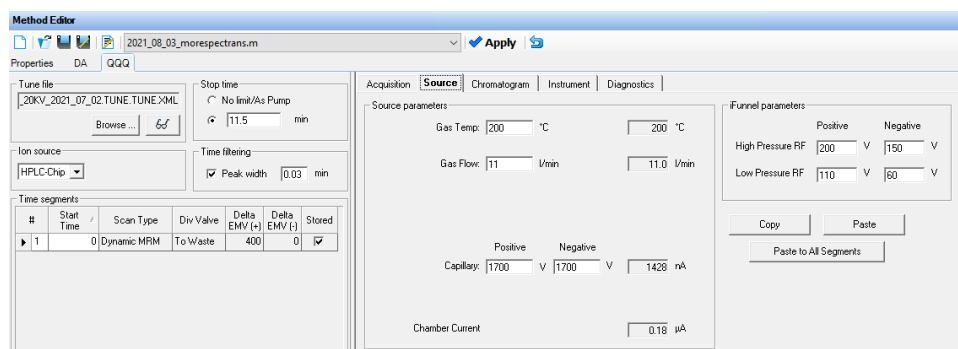 Method Editor
2021_08_03_morespectrans.m Apply
Properties DA QQQ
Tune file
_20KV_2021_07_02.TUNE.TUNE.XML
Browse ...
Stop time
No limit/As Pump
11.5 min
Ion source
HPLC-Chip
Time filtering
Peak width 0.03 min
Time segments
# Start Time / Scan Type Div Valve Delta EMV (+) Delta EMV (-) Stored
1 0 Dynamic MRM To Waste 400 0
Acquisition Source Chromatogram Instrument Diagnostics
Source parameters
Gas Temp: 200 °C 200 °C
Gas Flow: 11 l/min 11.0 l/min
Positive Negative
Capillary: 1700 V 1700 V 1428 nA
Chamber Current 0.18 µA
iFunnel parameters
Positive Negative
High Pressure RF 200 V 150 V
Low Pressure RF 110 V 60 V
Copy Paste
Paste to All Segments